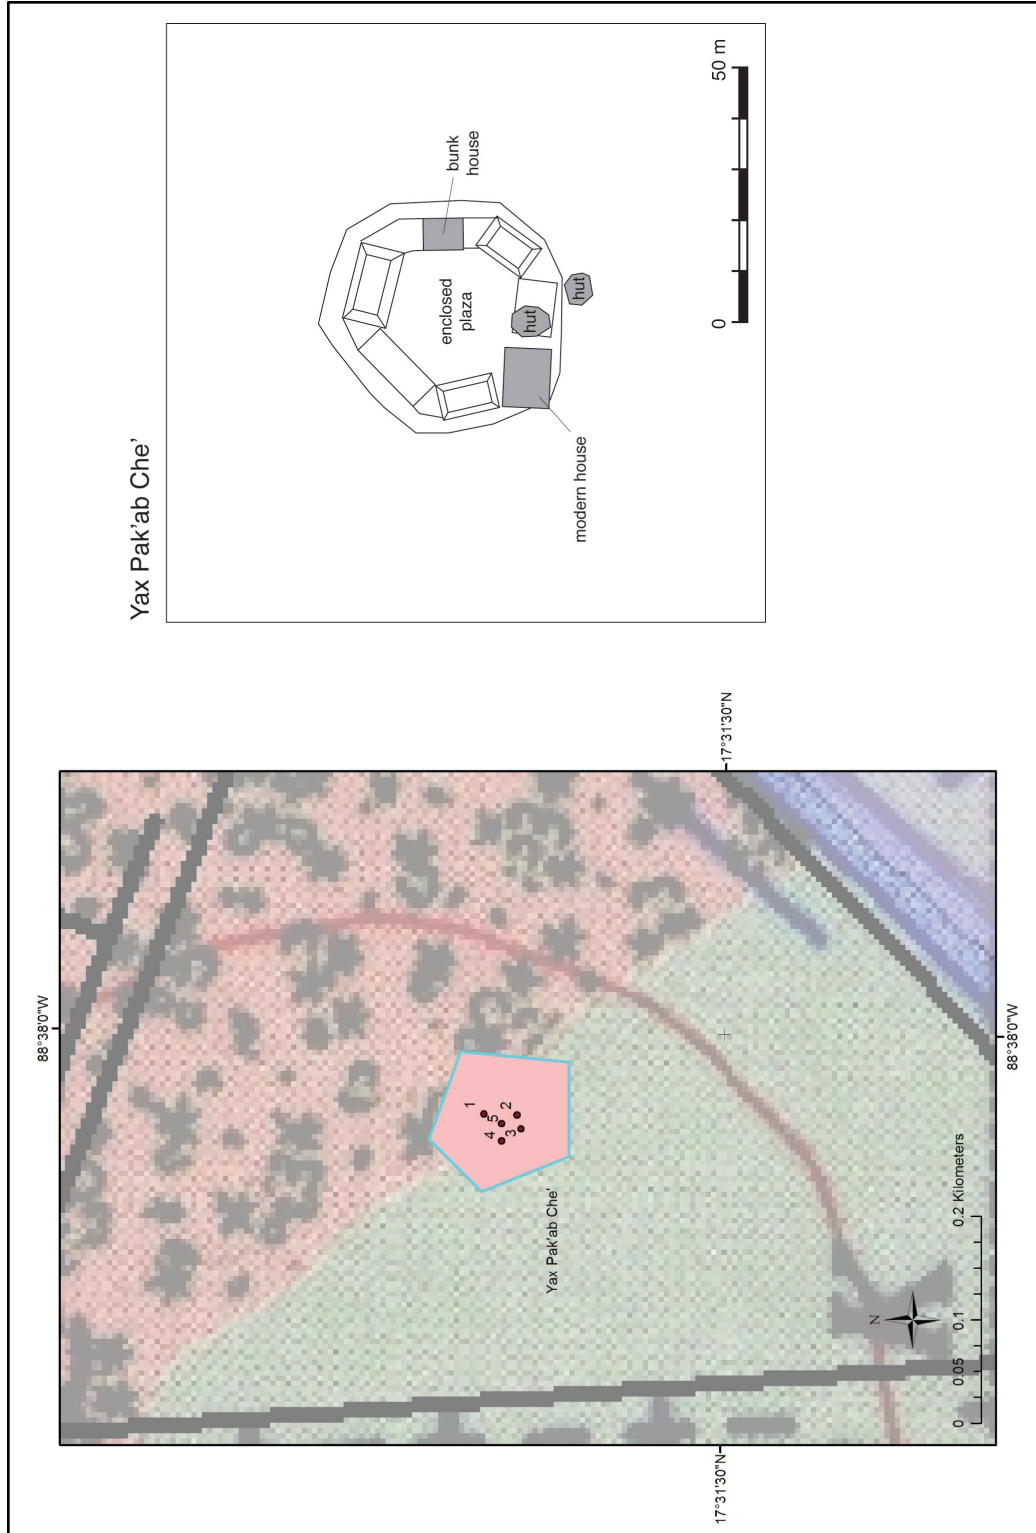 Yax Pak'ab Che'
bunk
house
enclosed
plaza
hut
hut
modern house
0
50 m
88°38'0"W
17°31'30"N
1
5
4
2
3
Yax Pak'ab Che'
N
0 0.05 0.1 0.2 Kilometers
17°31'30"N
88°38'0"W